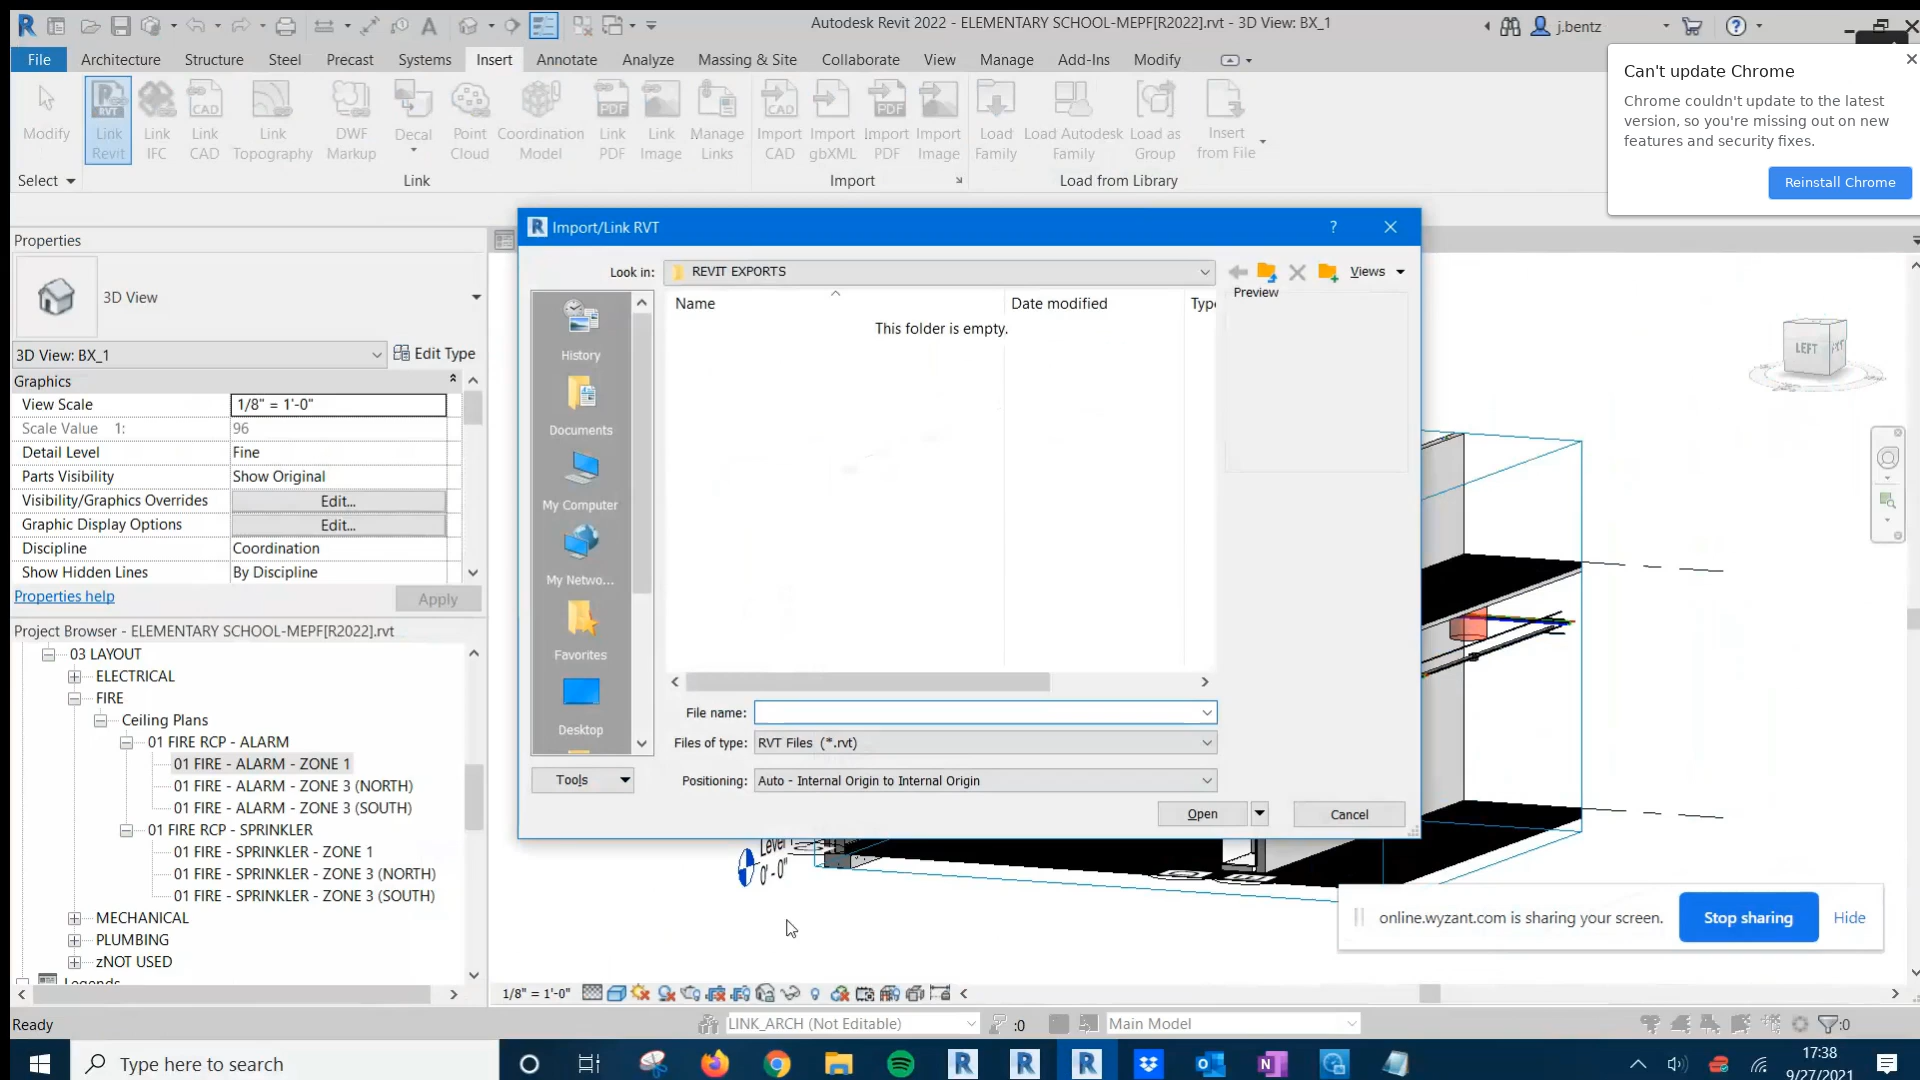 Autodesk Revit 2022 - ELEMENTARY SCHOOL-MEPF[R2022].rvt - 3D View: BX_1
j.bentz
File Architecture Structure Steel Precast Systems Insert Annotate Analyze Massing & Site Collaborate View Manage Add-Ins Modify
Modify
Link Revit
Link IFC
Link CAD
Link Topography
DWF Markup
Decal
Point Cloud
Coordination Model
Link PDF
Link Image
Manage Links
Import CAD
Import gbXML
Import PDF
Import Image
Load Family
Load Autodesk Family
Load as Group
Insert from File
Select
Link
Import
Load from Library
Can't update Chrome
Chrome couldn't update to the latest
version, so you're missing out on new
features and security fixes.
Reinstall Chrome
Properties
3D View
3D View: BX_1
Edit Type
Graphics
View Scale 1/8" = 1'-0"
Scale Value 1: 96
Detail Level Fine
Parts Visibility Show Original
Visibility/Graphics Overrides Edit...
Graphic Display Options Edit...
Discipline Coordination
Show Hidden Lines By Discipline
Properties help
Apply
Project Browser - ELEMENTARY SCHOOL-MEPF[R2022].rvt
03 LAYOUT
ELECTRICAL
FIRE
Ceiling Plans
01 FIRE RCP - ALARM
01 FIRE - ALARM - ZONE 1
01 FIRE - ALARM - ZONE 3 (NORTH)
01 FIRE - ALARM - ZONE 3 (SOUTH)
01 FIRE RCP - SPRINKLER
01 FIRE - SPRINKLER - ZONE 1
01 FIRE - SPRINKLER - ZONE 3 (NORTH)
01 FIRE - SPRINKLER - ZONE 3 (SOUTH)
MECHANICAL
PLUMBING
zNOT USED
Legends
Import/Link RVT
?
Look in: REVIT EXPORTS
Views
Name
Date modified
Type
Preview
This folder is empty.
History
Documents
My Computer
My Netwo...
Favorites
Desktop
File name:
Files of type: RVT Files (*.rvt)
Tools
Positioning: Auto - Internal Origin to Internal Origin
Open
Cancel
LEFT
Level 1
0' - 0"
online.wyzant.com is sharing your screen.
Stop sharing
Hide
1/8" = 1'-0"
Ready
LINK_ARCH (Not Editable)
:0
Main Model
:0
Type here to search
17:38
9/27/2021